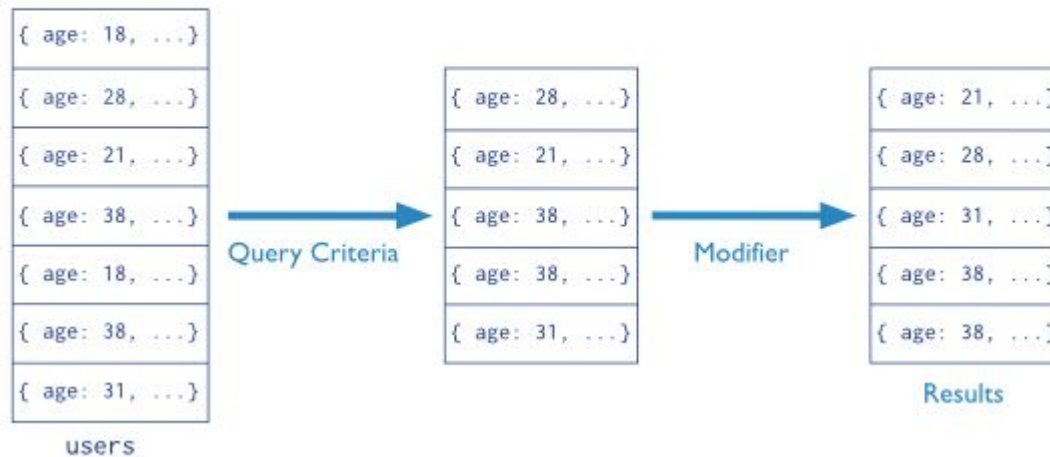 { age: 18, ...}
{ age: 28, ...}
{ age: 21, ...}
{ age: 38, ...}
{ age: 18, ...}
{ age: 38, ...}
{ age: 31, ...}
users
Query Criteria
{ age: 28, ...}
{ age: 21, ...}
{ age: 38, ...}
{ age: 38, ...}
{ age: 31, ...}
Modifier
{ age: 21, ...}
{ age: 28, ...}
{ age: 31, ...}
{ age: 38, ...}
{ age: 38, ...}
Results